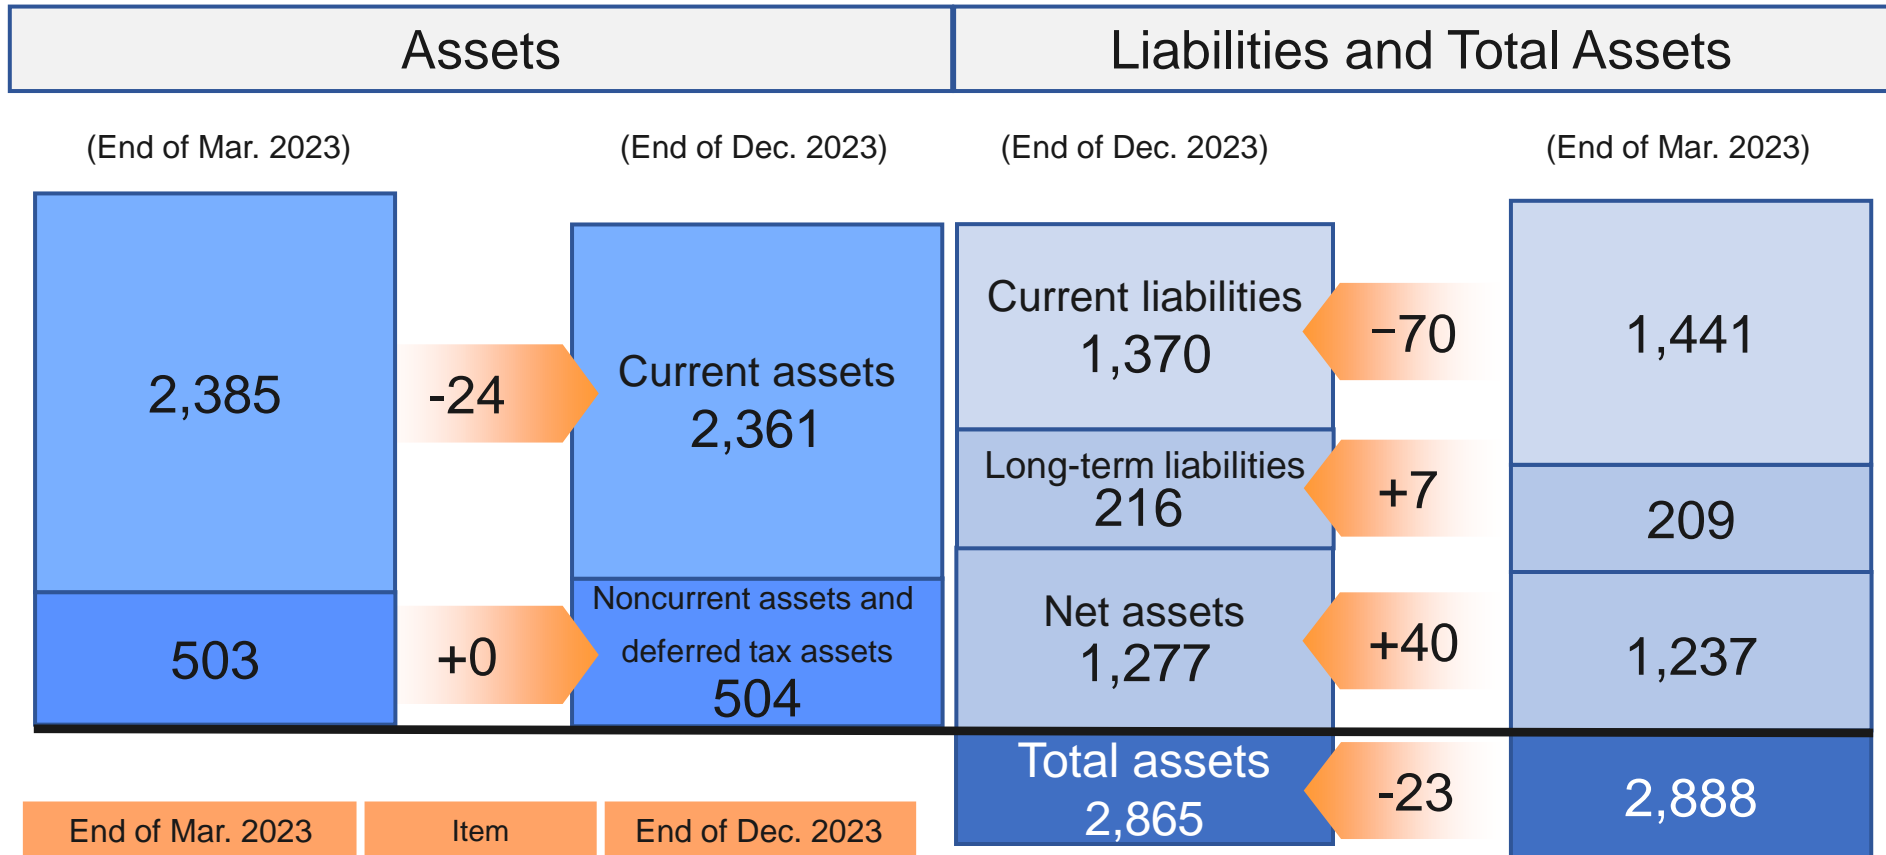 Assets
Liabilities and Total Assets
(End of Mar. 2023)
(End of Dec. 2023)
(End of Dec. 2023)
(End of Mar. 2023)
2,385
-24
Current assets
2,361
503
+0
Noncurrent assets and
deferred tax assets
504
Current liabilities
1,370
−70
1,441
Long-term liabilities
216
+7
209
Net assets
1,277
+40
1,237
Total assets
2,865
-23
2,888
End of Mar. 2023
Item
End of Dec. 2023